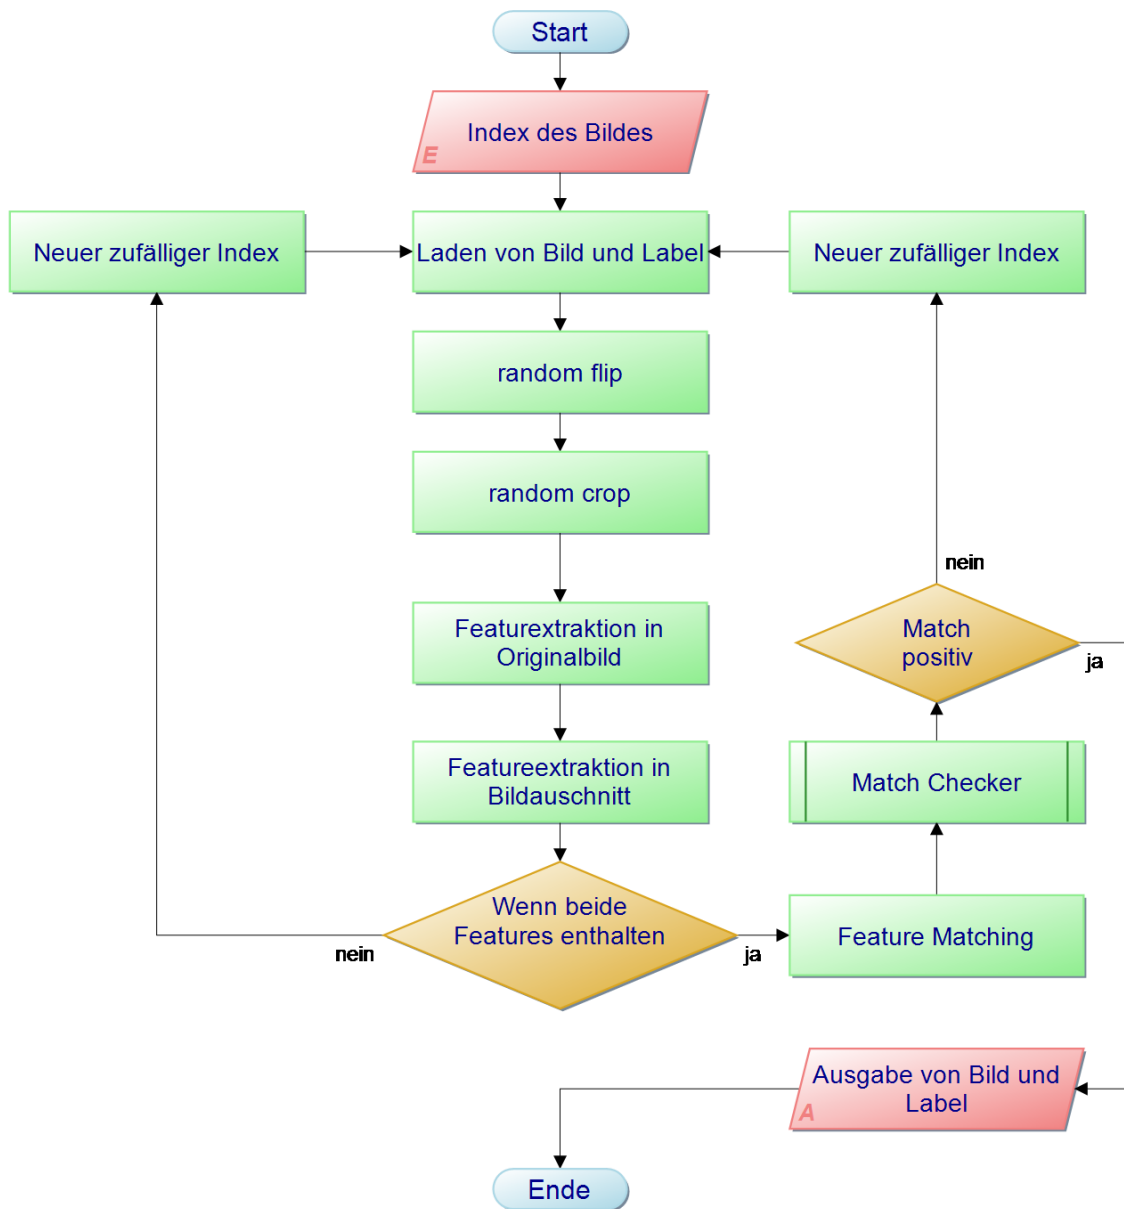 Start
Index des Bildes
E
Neuer zufälliger Index
Laden von Bild und Label
Neuer zufälliger Index
random flip
random crop
nein
Featurextraktion in
Originalbild
Match
positiv
ja
Featureextraktion in
Bildauschnitt
Match Checker
Wenn beide
Features enthalten
nein
ja
Feature Matching
Ausgabe von Bild und
Label
A
Ende